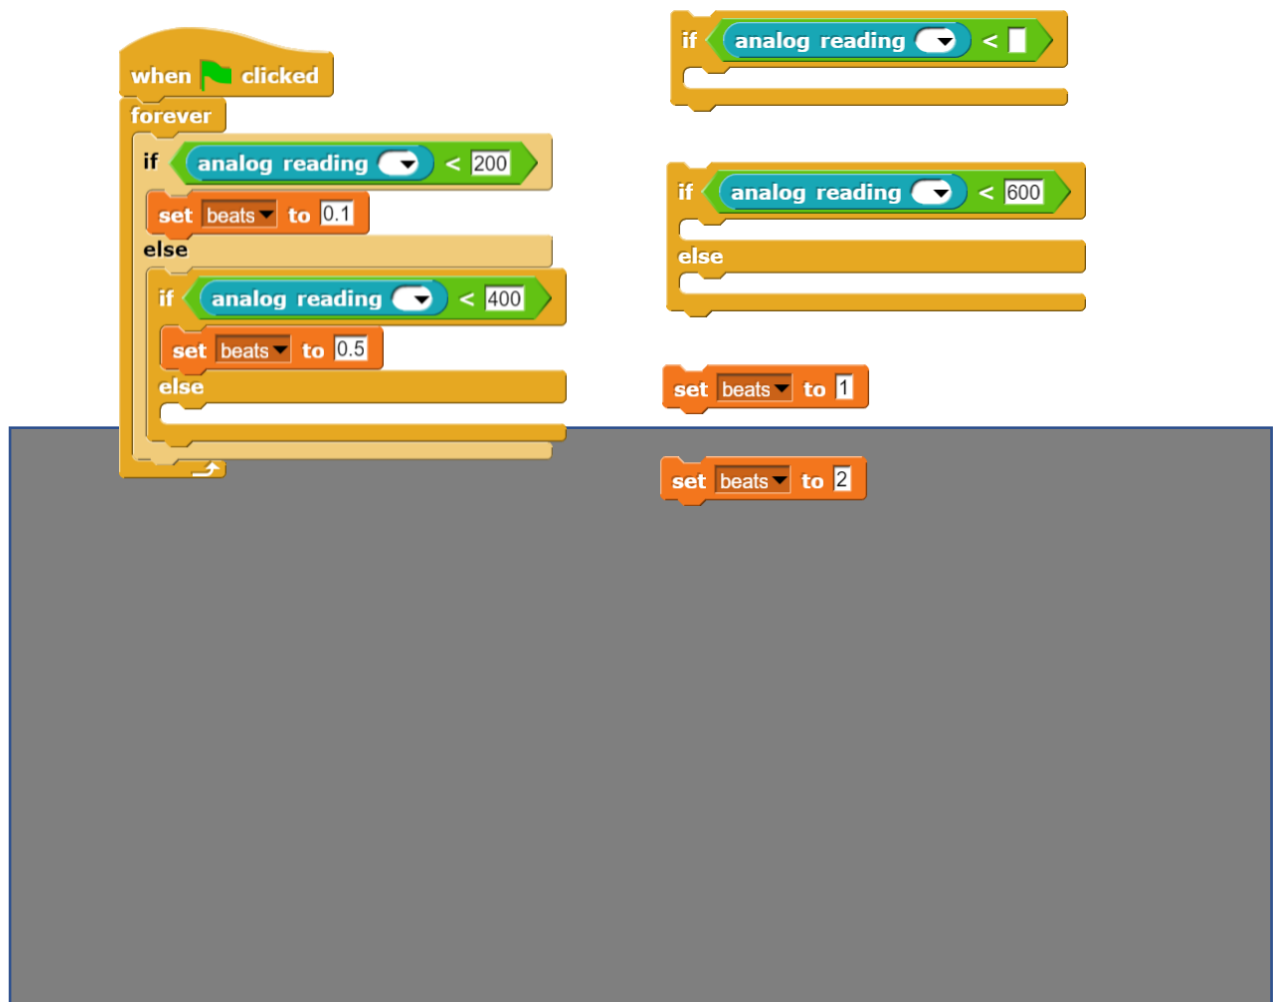 when clicked
forever
if analog reading < 200
set beats to 0.1
else
if analog reading < 400
set beats to 0.5
else
if analog reading <
if analog reading < 600
else
set beats to 1
set beats to 2